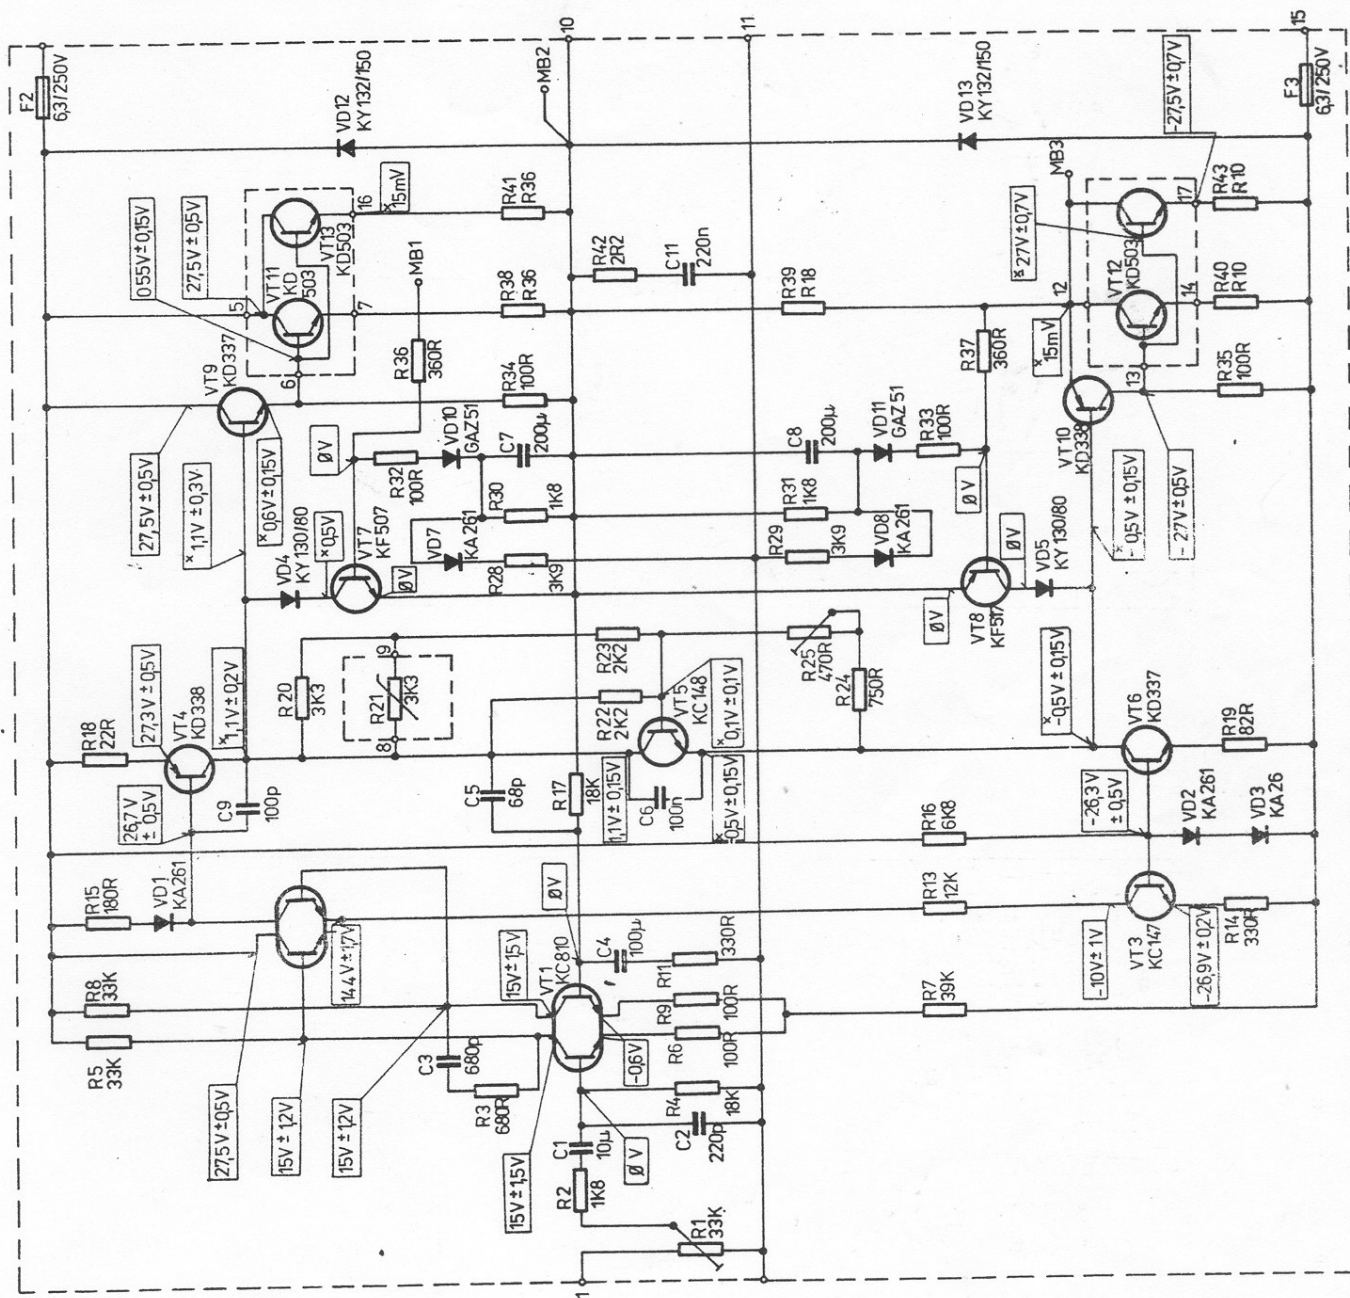 F2
6,3/250V
10
11
15
F3
6,3/250V
VD12
KY132/150
MB2
VD13
KY132/150
-27,5V ± 0,7V
MB3
0,55V ± 0,15V
27,5V ± 0,5V
16
x 15mV
R41
R36
VT13
KD503
R42
2R2
C11
220n
x 27V ± 0,7V
17
R43
R10
5
VT11
KD
503
7
MB1
R38
R36
R39
R18
12
VT12
KD503
14
R40
R10
VT9
KD337
6
R36
360R
R34
100R
R37
360R
x 15mV
13
R35
100R
27,5V ± 0,5V
x 1,1V ± 0,3V
x 0,6V ± 0,15V
ØV
R32
100R
VD10
GAZ51
C7
200µ
C8
200µ
VD11
GAZ51
R33
100R
ØV
VT10
KD338
x - 0,5V ± 0,15V
- 27V ± 0,5V
VD4
KY130/80
x 0,5V
VT7
KF507
ØV
R30
1K8
VD7
KA261
R28
3K9
R31
1K8
R29
3K9
VD8
KA261
ØV
VT8
KF517
ØV
VD5
KY130/80
27,3V ± 0,5V
x 1,1V ± 0,2V
R20
3K3
9
R21
3K3
8
R23
2K2
R25
470R
R24
750R
x -0,5V ± 0,15V
R18
22R
VT4
KD338
R22
2K2
VT5
KC148
x 0,1V ± 0,1V
VT6
KD337
R19
82R
26,7V
± 0,5V
C9
100p
C5
68p
R17
18K
1,1V ± 0,15V
C6
100n
x -0,5V ± 0,15V
R16
6K8
-26,3V
± 0,5V
VD2
KA261
VD3
KA26
R15
180R
VD1
KA261
ØV
R13
12K
14,4V ± 1,7V
C4
100µ
R11
330R
-10V ± 1V
VT3
KC147
-26,9V ± 0,2V
R14
330R
R8
33K
15V ± 1,5V
VT1
KC810
R9
100R
R7
39K
R5
33K
C3
680p
R6
100R
-0,6V
27,5V ± 0,5V
15V ± 1,2V
15V ± 1,2V
R3
680R
R4
18K
15V ± 1,5V
C1
10µ
ØV
C2
220p
R2
1K8
R1
33K
1